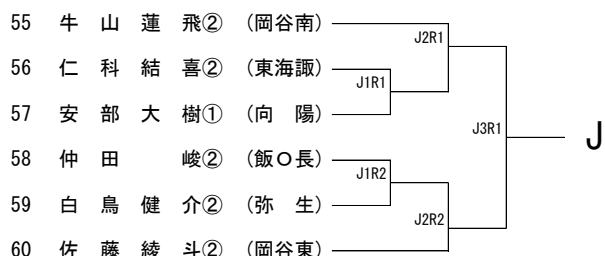 55 牛 山 蓮 飛② (岡谷南)
J2R1
56 仁 科 結 喜② (東海諏)
J1R1
57 安 部 大 樹① (向 陽)
J3R1
J
58 仲 田 峻② (飯O長)
J1R2
59 白 鳥 健 介② (弥 生)
J2R2
60 佐 藤 綾 斗② (岡谷東)